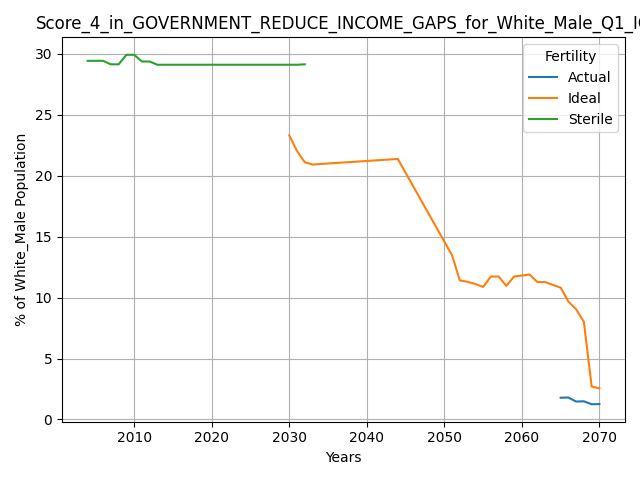 Score_4_in_GOVERNMENT_REDUCE_INCOME_GAPS_for_White_Male_Q1_I
Fertility
Actual
Ideal
Sterile
% of White_Male Population
30
25
20
15
10
5
0
2010 2020 2030 2040 2050 2060 2070
Years